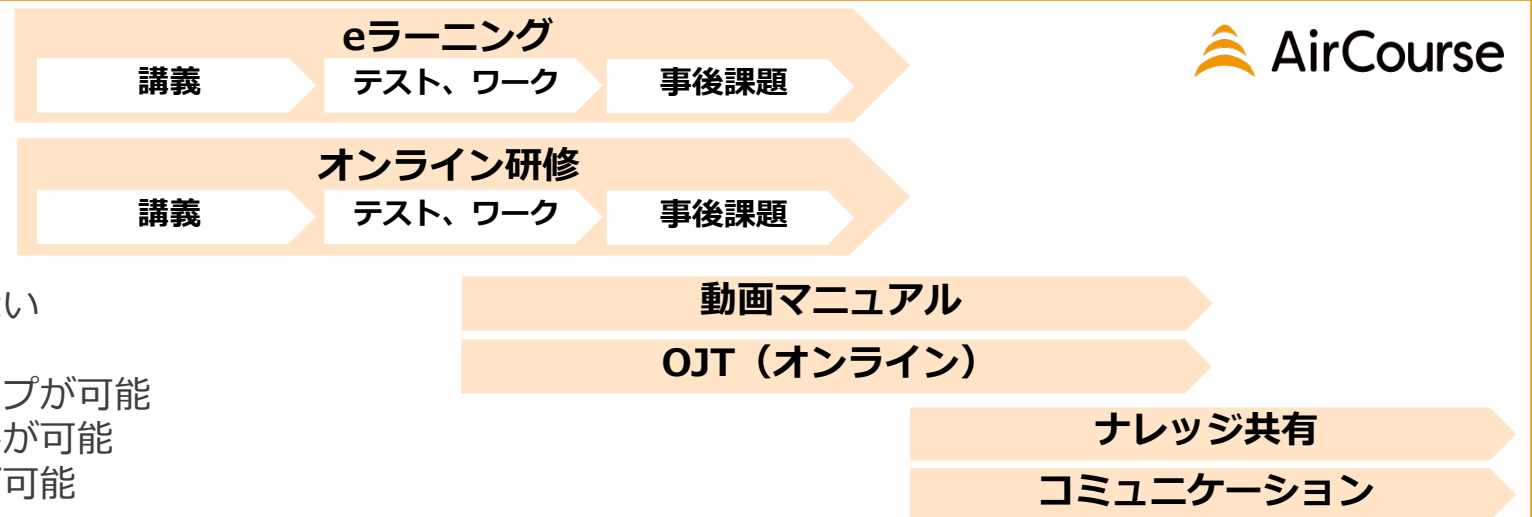 eラーニング
AirCourse
講義
テスト、ワーク
事後課題
オンライン研修
講義
テスト、ワーク
事後課題
動画マニュアル
い
OJT（オンライン）
プが可能
ナレッジ共有
が可能
可能
コミュニケーション